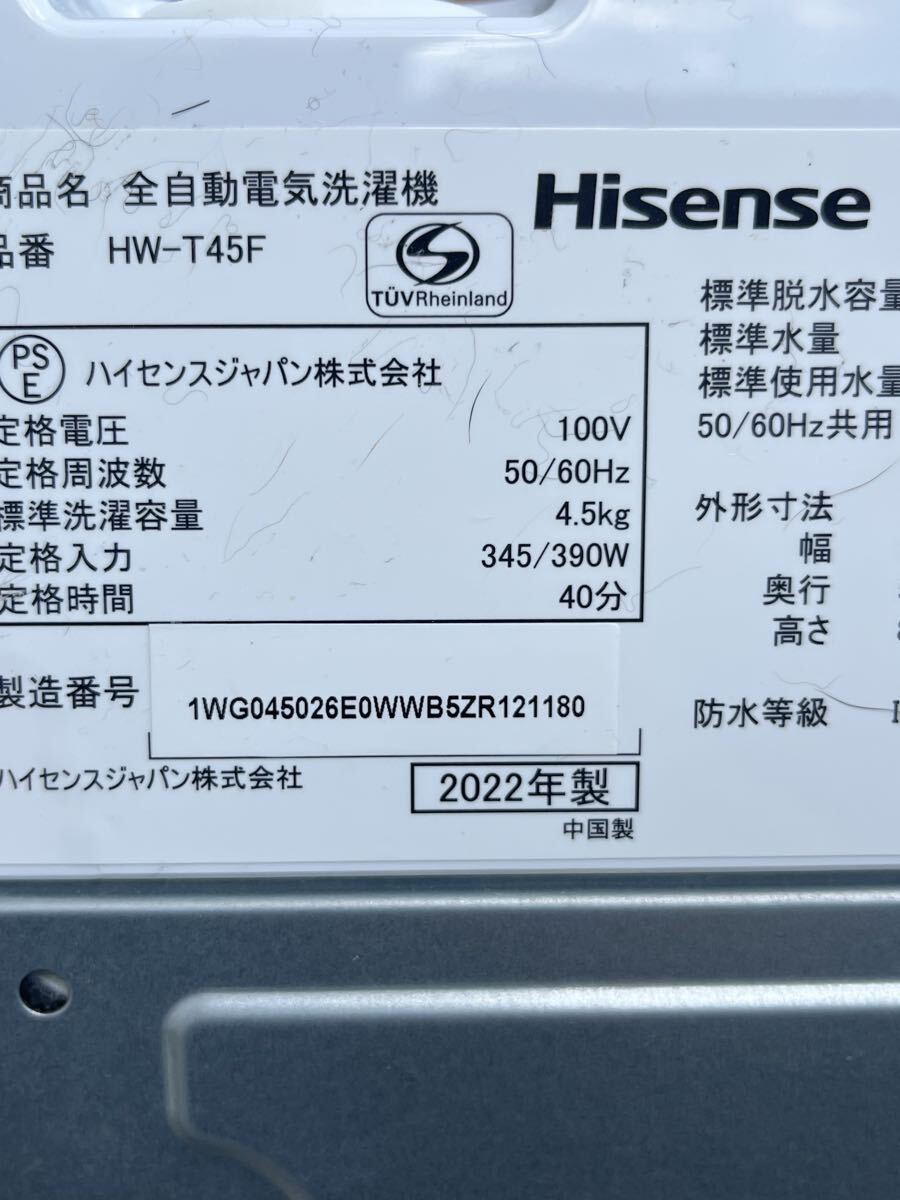 商品名 全自動電気洗濯機
品番 HW-T45F
TÜVRheinland
Hisense
PS
E
ハイセンスジャパン株式会社
定格電圧 100V
定格周波数 50/60Hz
標準洗濯容量 4.5kg
定格入力 345/390W
定格時間 40分
製造番号 1WG045026E0WWB5ZR121180
ハイセンスジャパン株式会社
2022年製
中国製
標準脱水容量
標準水量
標準使用水量
50/60Hz共用
外形寸法
幅
奥行
高さ
防水等級